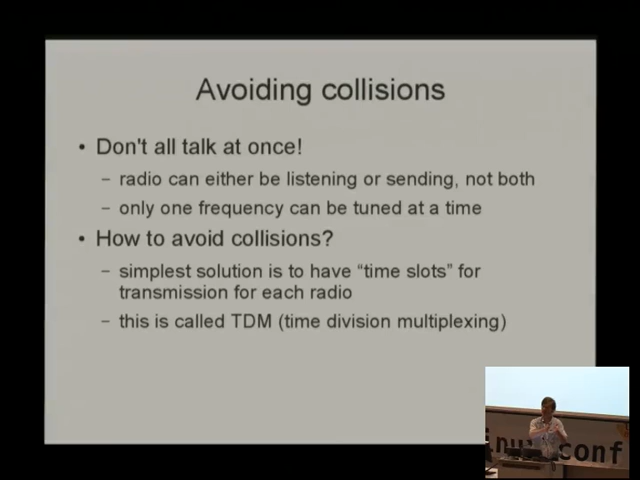 Avoiding collisions
• Don't all talk at once!
– radio can either be listening or sending, not both
– only one frequency can be tuned at a time
• How to avoid collisions?
– simplest solution is to have “time slots” for
transmission for each radio
– this is called TDM (time division multiplexing)
conf